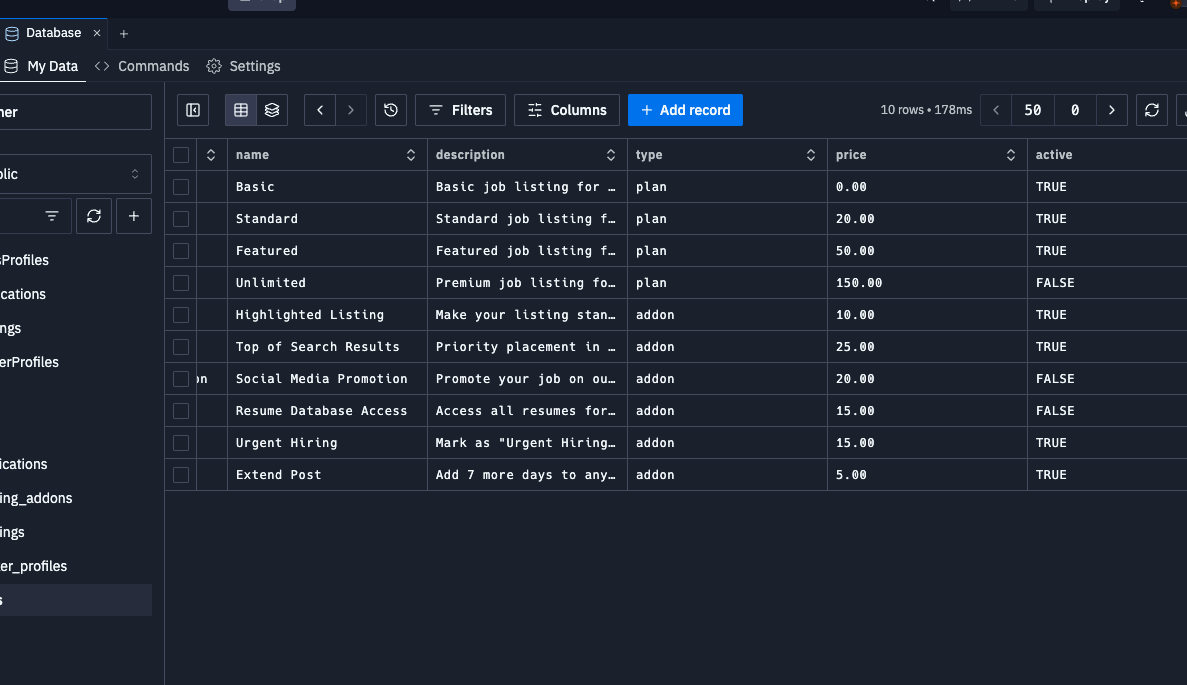 Database
My Data Commands Settings
ner
Filters Columns Add record 10 rows • 178ms 50 0
name description type price active
Basic Basic job listing for … plan 0.00 TRUE
Standard Standard job listing f… plan 20.00 TRUE
Featured Featured job listing f… plan 50.00 TRUE
Unlimited Premium job listing fo… plan 150.00 FALSE
Highlighted Listing Make your listing stan… addon 10.00 TRUE
Top of Search Results Priority placement in … addon 25.00 TRUE
on Social Media Promotion Promote your job on ou… addon 20.00 FALSE
Resume Database Access Access all resumes for… addon 15.00 FALSE
Urgent Hiring Mark as "Urgent Hiring… addon 15.00 TRUE
Extend Post Add 7 more days to any… addon 5.00 TRUE
blic
sProfiles
ications
ngs
erProfiles
ications
ing_addons
ings
er_profiles
s